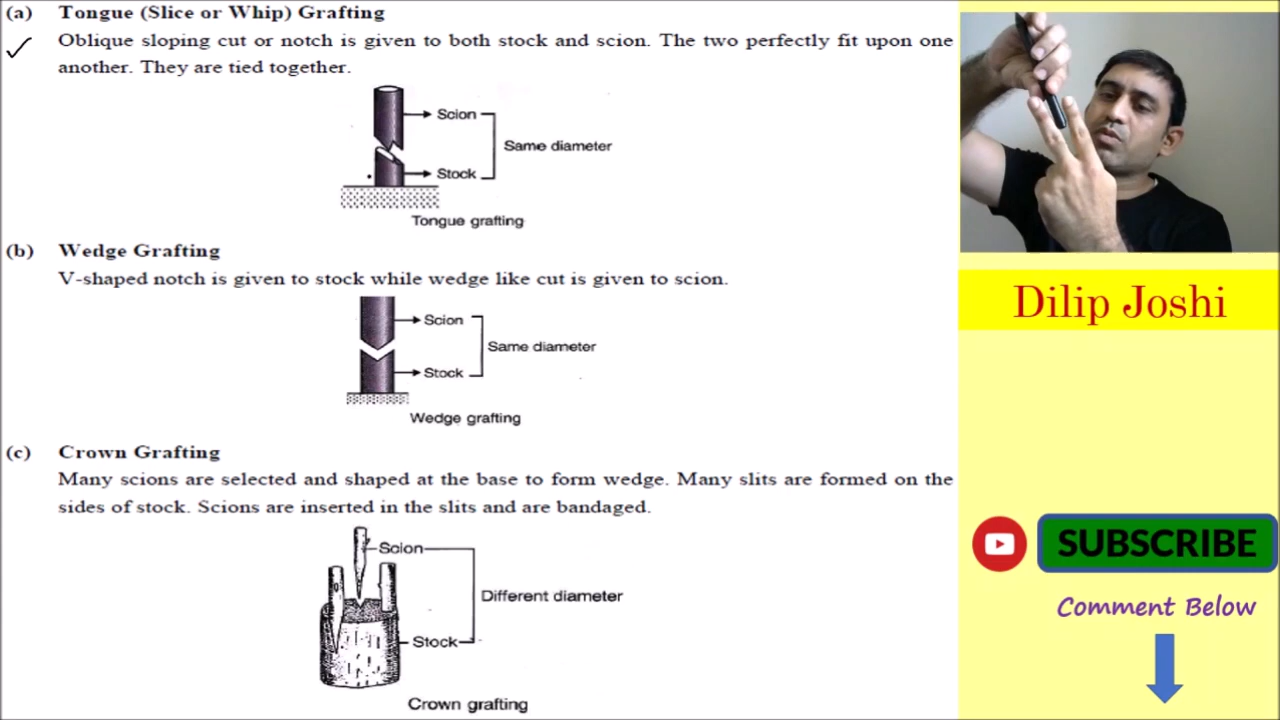 (a) Tongue (Slice or Whip) Grafting
Oblique sloping cut or notch is given to both stock and scion. The two perfectly fit upon one
another. They are tied together.
Scion
Same diameter
Stock
Tongue grafting
(b) Wedge Grafting
V-shaped notch is given to stock while wedge like cut is given to scion.
Scion
Same diameter
Stock
Wedge grafting
(c) Crown Grafting
Many scions are selected and shaped at the base to form wedge. Many slits are formed on the
sides of stock. Scions are inserted in the slits and are bandaged.
Scion
Different diameter
Stock
Crown grafting
Dilip Joshi
SUBSCRIBE
Comment Below